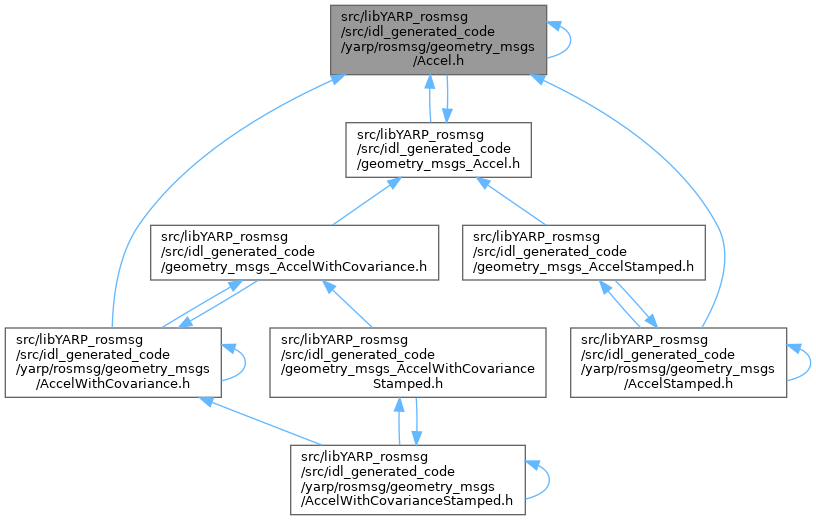 src/libYARP_rosmsg
/src/idl_generated_code
/yarp/rosmsg/geometry_msgs
/Accel.h
src/libYARP_rosmsg
/src/idl_generated_code
/geometry_msgs_Accel.h
src/libYARP_rosmsg
/src/idl_generated_code
/geometry_msgs_AccelWithCovariance.h
src/libYARP_rosmsg
/src/idl_generated_code
/geometry_msgs_AccelStamped.h
src/libYARP_rosmsg
/src/idl_generated_code
/yarp/rosmsg/geometry_msgs
/AccelWithCovariance.h
src/libYARP_rosmsg
/src/idl_generated_code
/geometry_msgs_AccelWithCovariance
Stamped.h
src/libYARP_rosmsg
/src/idl_generated_code
/yarp/rosmsg/geometry_msgs
/AccelStamped.h
src/libYARP_rosmsg
/src/idl_generated_code
/yarp/rosmsg/geometry_msgs
/AccelWithCovarianceStamped.h